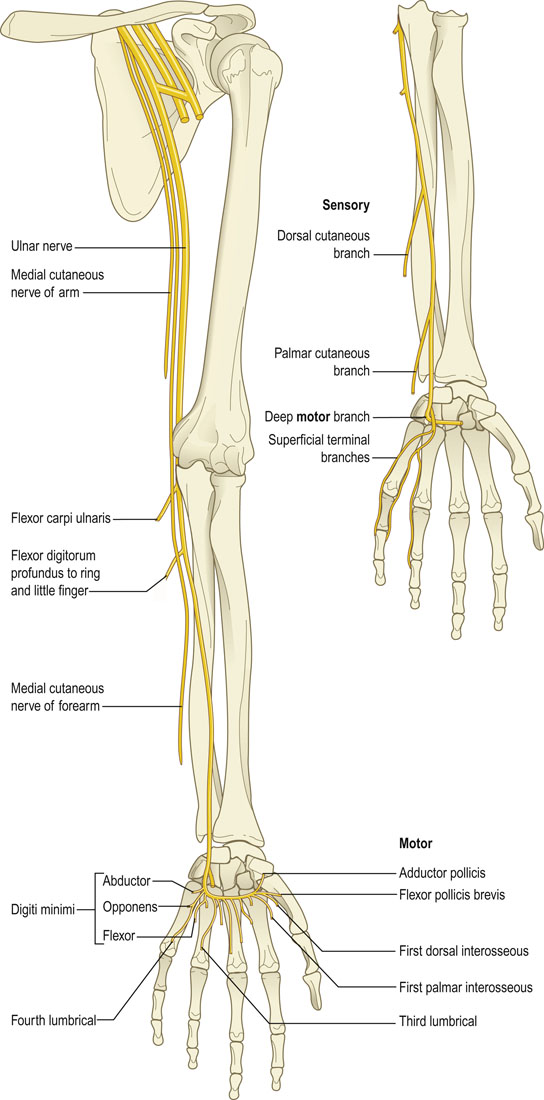 Sensory
Ulnar nerve
Dorsal cutaneous
branch
Medial cutaneous
nerve of arm
Palmar cutaneous
branch
Deep motor branch
Superficial terminal
branches
Flexor carpi ulnaris
Flexor digitorum
profundus to ring
and little finger
Medial cutaneous
nerve of forearm
Motor
Adductor pollicis
Flexor pollicis brevis
Abductor
Digiti minimi
Opponens
Flexor
First dorsal interosseous
First palmar interosseous
Fourth lumbrical
Third lumbrical